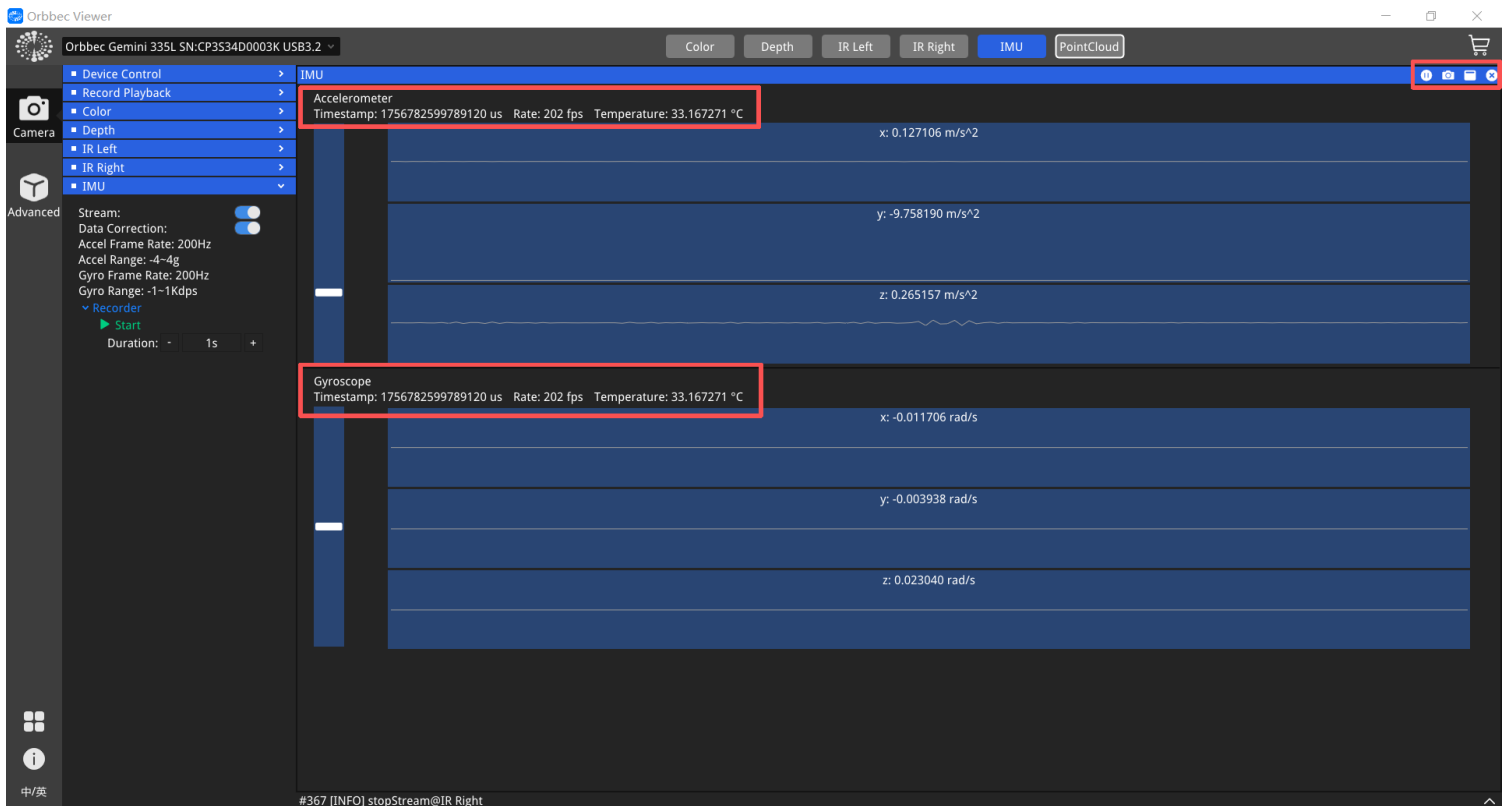 Orbbec Viewer
Orbbec Gemini 335L SN:CP3S34D0003K USB3.2
Color
Depth
IR Left
IR Right
IMU
PointCloud
Camera
Advanced
中/英
Device Control
Record Playback
Color
Depth
IR Left
IR Right
IMU
Stream:
Data Correction:
Accel Frame Rate: 200Hz
Accel Range: -4~4g
Gyro Frame Rate: 200Hz
Gyro Range: -1~1Kdps
Recorder
Start
Duration: - 1s +
IMU
Accelerometer
Timestamp: 1756782599789120 us Rate: 202 fps Temperature: 33.167271 °C
x: 0.127106 m/s^2
y: -9.758190 m/s^2
z: 0.265157 m/s^2
Gyroscope
Timestamp: 1756782599789120 us Rate: 202 fps Temperature: 33.167271 °C
x: -0.011706 rad/s
y: -0.003938 rad/s
z: 0.023040 rad/s
#367 [INFO] stopStream@IR Right